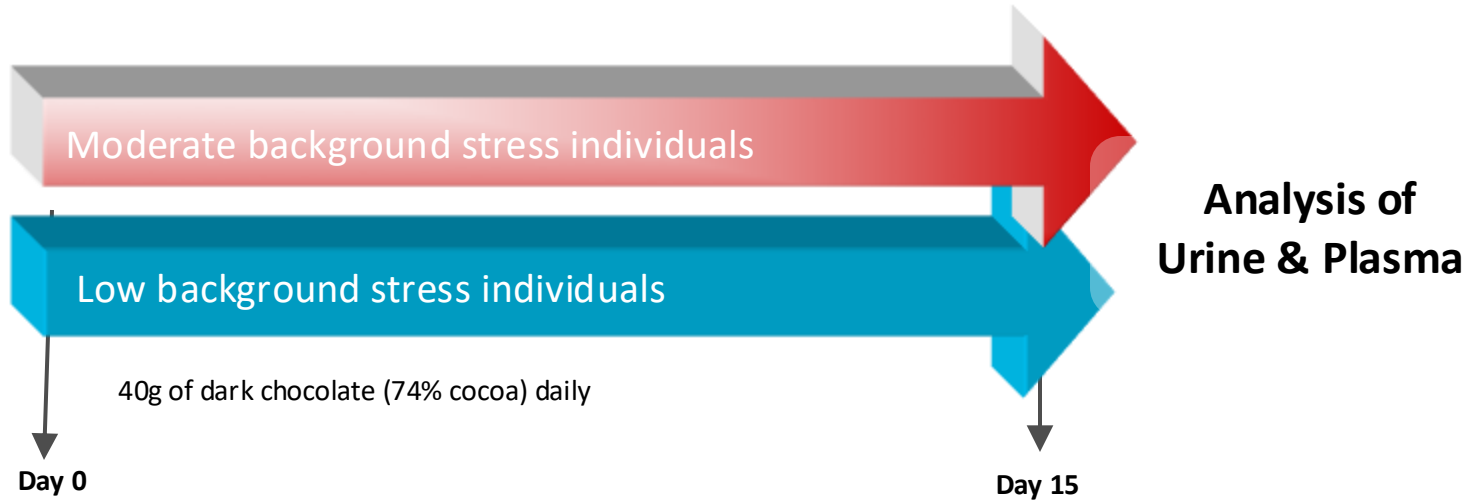 Moderate background stress individuals
Analysis of
Urine & Plasma
Low background stress individuals
40g of dark chocolate (74% cocoa) daily
Day 0
Day 15